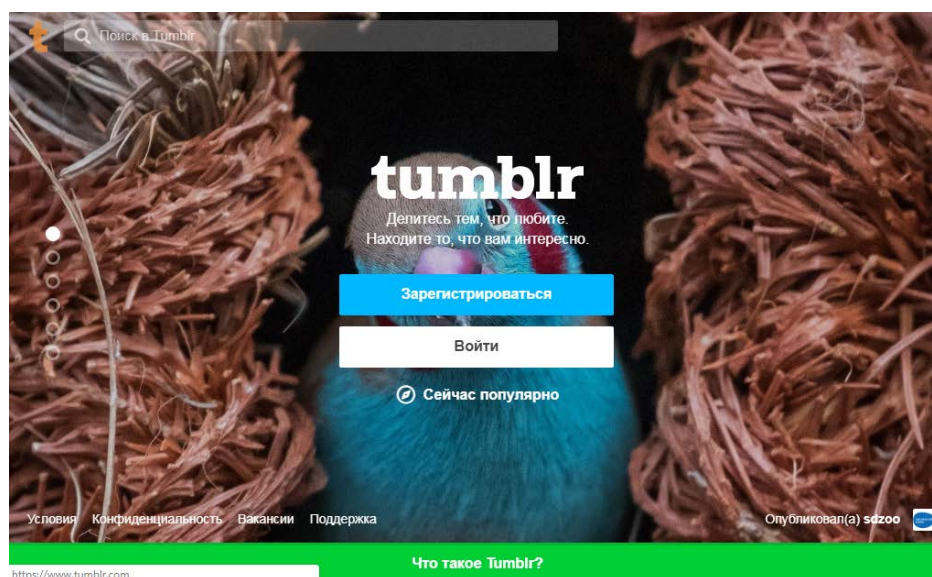 t
Поиск в Tumblr
tumblr
Делитесь тем, что любите.
Находите то, что вам интересно.
Зарегистрироваться
Войти
Сейчас популярно
Условия Конфиденциальность Вакансии Поддержка
Опубликовал(а) sdzoo
Что такое Tumblr?
https://www.tumblr.com